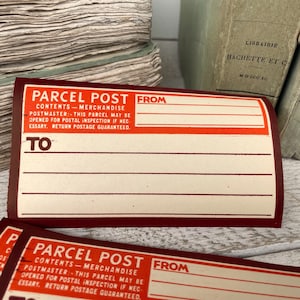 LIBRAIRIE
HACHETTE ET C
PARCEL POST
CONTENTS—MERCHANDISE
POSTMASTER:-THIS PARCEL MAY BE
OPENED FOR POSTAL INSPECTION IF NEC-
ESSARY. RETURN POSTAGE GUARANTEED.
FROM
TO
PARCEL POST
CONTENTS—MERCHANDISE
POSTMASTER:-THIS PARCEL MAY BE
OPENED FOR POSTAL INSPECTION IF NEC-
ESSARY. RETURN POSTAGE GUARANTEED.
FROM